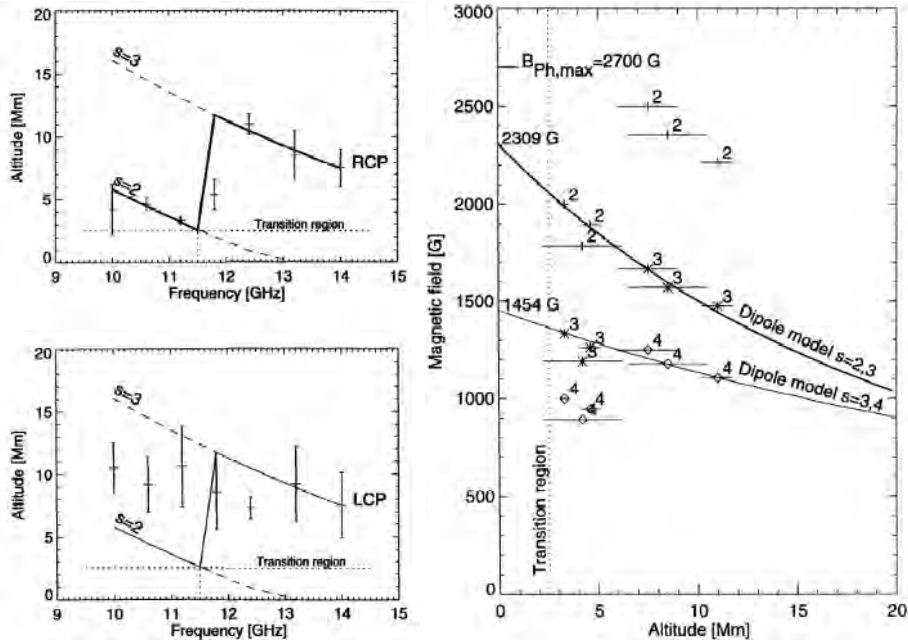 20
15
10
5
0
Altitude [Mm]
s=3
s=2
RCP
Transition region
9 10 11 12 13 14 15
Frequency [GHz]
20
15
10
5
0
Altitude [Mm]
s=3
s=2
LCP
Transition region
9 10 11 12 13 14 15
Frequency [GHz]
3000
2500
2000
1500
1000
500
0
Magnetic field [G]
B Ph,max =2700 G
2
2
2309 G
2
2
2
2
3
3
3
Dipole model s=2,3
1454 G
3
3
3
4
4
4
Dipole model s=3,4
4
4
Transition region
0 5 10 15 20
Altitude [Mm]